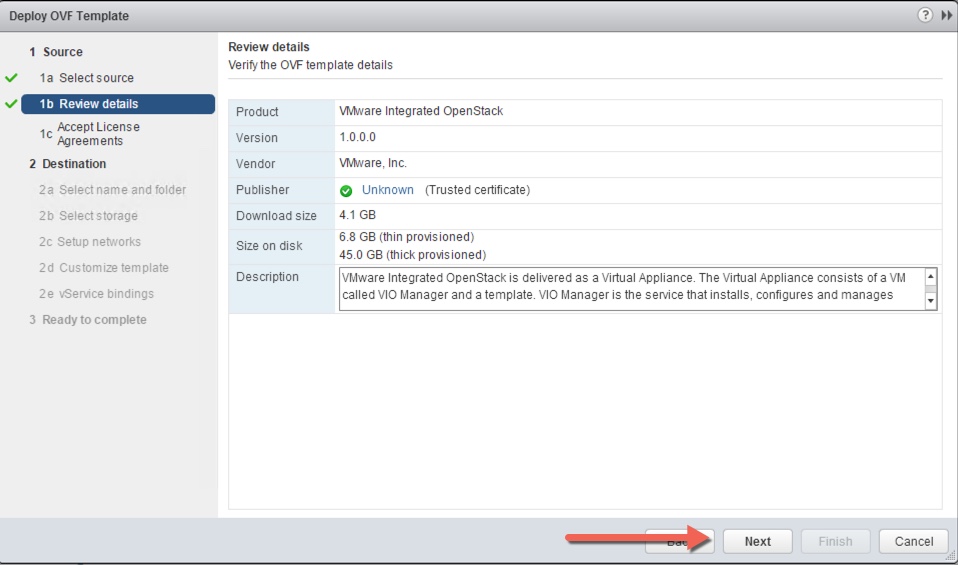 Deploy OVF Template
?
1 Source
1a Select source
1b Review details
1c Accept License
Agreements
2 Destination
2a Select name and folder
2b Select storage
2c Setup networks
2d Customize template
2e vService bindings
3 Ready to complete
Review details
Verify the OVF template details
Product VMware Integrated OpenStack
Version 1.0.0.0
Vendor VMware, Inc.
Publisher Unknown (Trusted certificate)
Download size 4.1 GB
Size on disk 6.8 GB (thin provisioned)
45.0 GB (thick provisioned)
Description VMware Integrated OpenStack is delivered as a Virtual Appliance. The Virtual Appliance consists of a VM
called VIO Manager and a template. VIO Manager is the service that installs, configures and manages
Next Finish Cancel